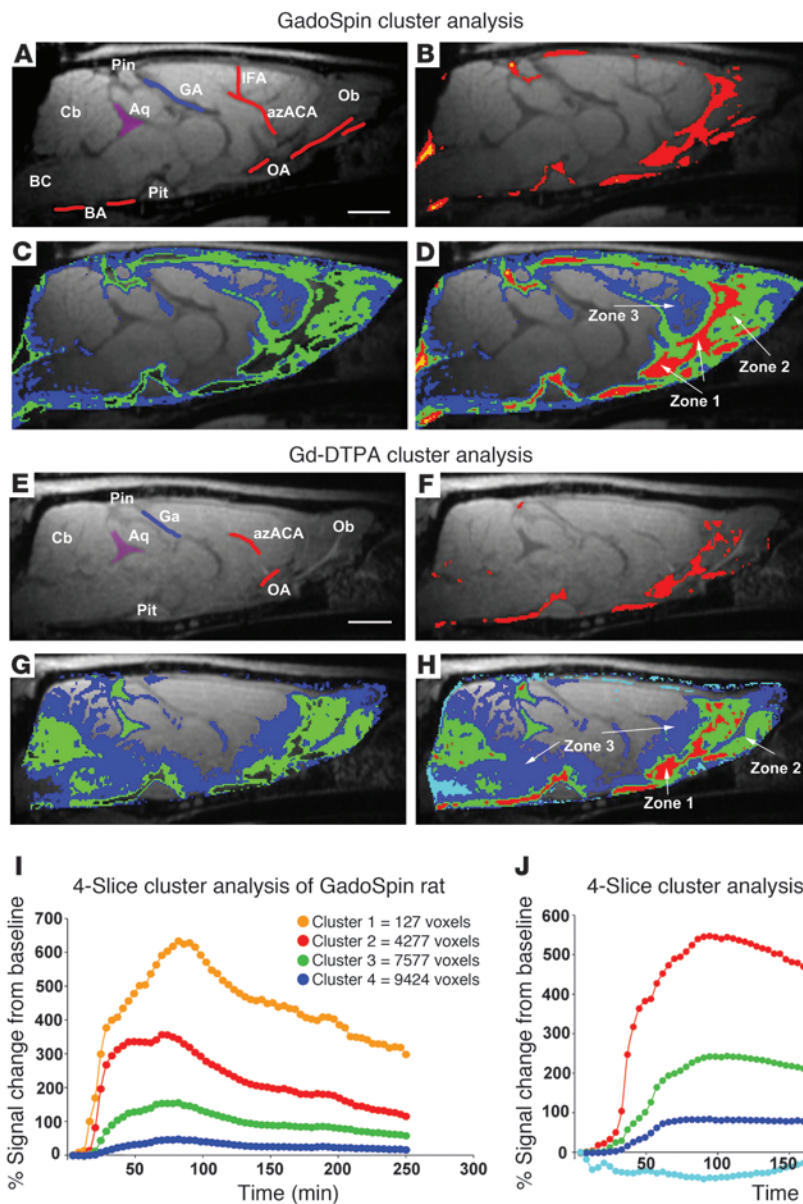 GadoSpin cluster analysis
A
Pin
IFA
GA
Ob
Cb
Aq
azACA
BC
OA
Pit
BA
B
C
D
Zone 3
Zone 2
Zone 1
Gd-DTPA cluster analysis
E
Pin
Ga
Ob
Cb
Aq
azACA
OA
Pit
F
G
H
Zone 3
Zone 2
Zone 1
I
4-Slice cluster analysis of GadoSpin rat
700
600
500
400
300
200
100
0
% Signal change from baseline
Cluster 1 = 127 voxels
Cluster 2 = 4277 voxels
Cluster 3 = 7577 voxels
Cluster 4 = 9424 voxels
0 50 100 150 200 250 300
Time (min)
J
4-Slice cluster analysis
600
500
400
300
200
100
0
% Signal change from baseline
50 100 150
Time